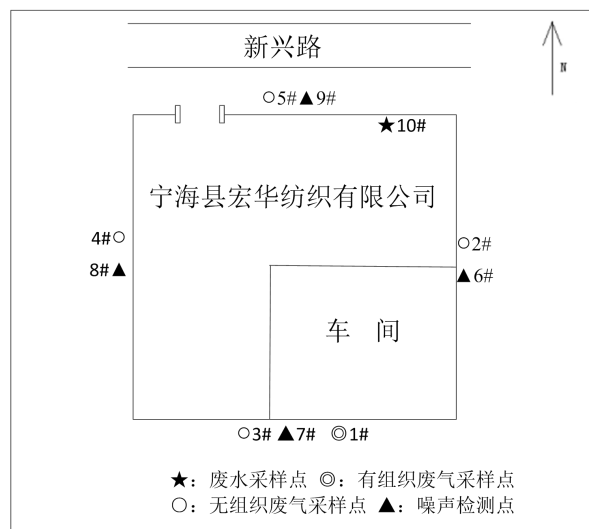 新兴路
N
○5#▲9#
★10#
宁海县宏华纺织有限公司
4#○
○2#
8#▲
▲6#
车 间
○3#▲7# ◎1#
★：废水采样点 ◎：有组织废气采样点
○：无组织废气采样点 ▲：噪声检测点